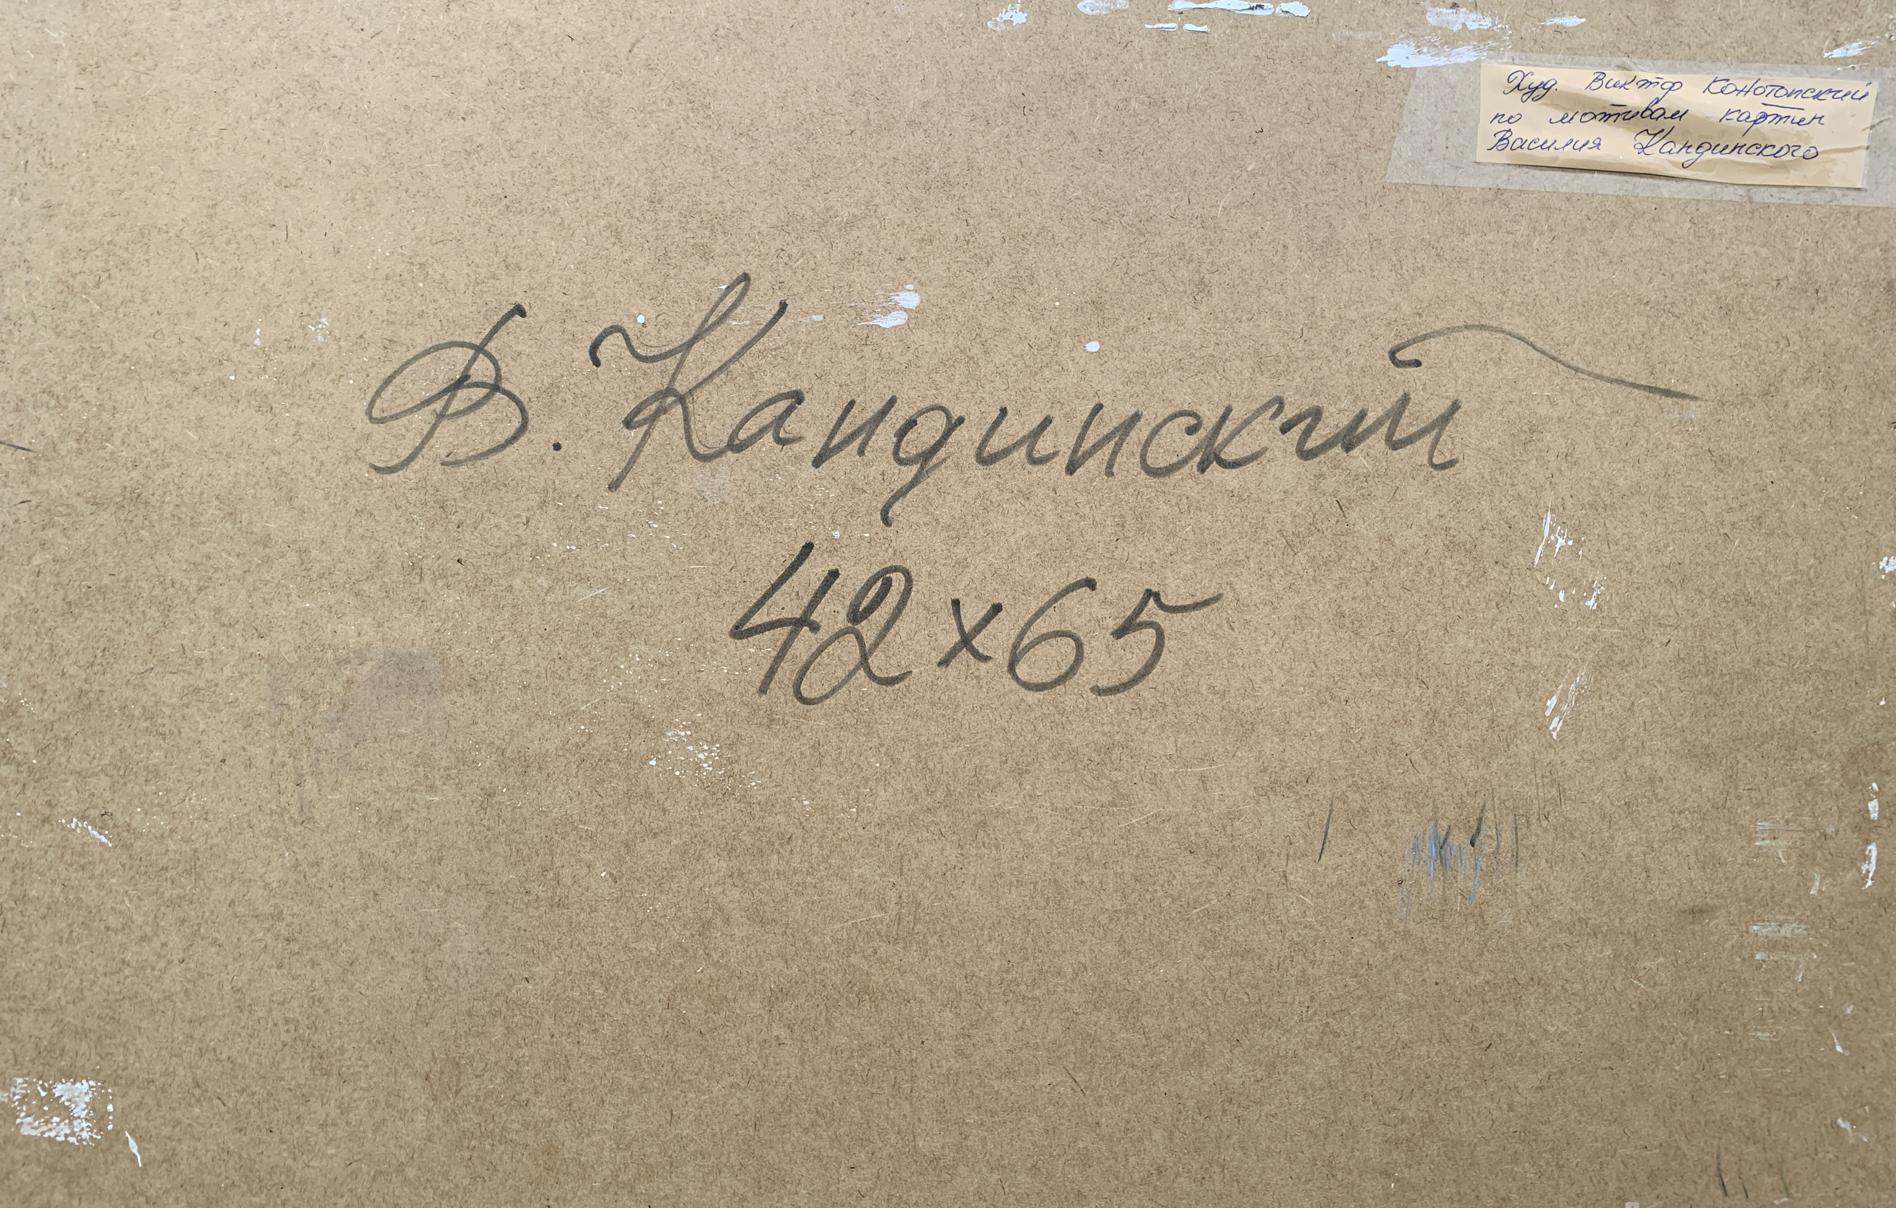 Худ. Виктор Конотопский
по мотивам картин
Василия Кандинского
В. Кандинский
42×65